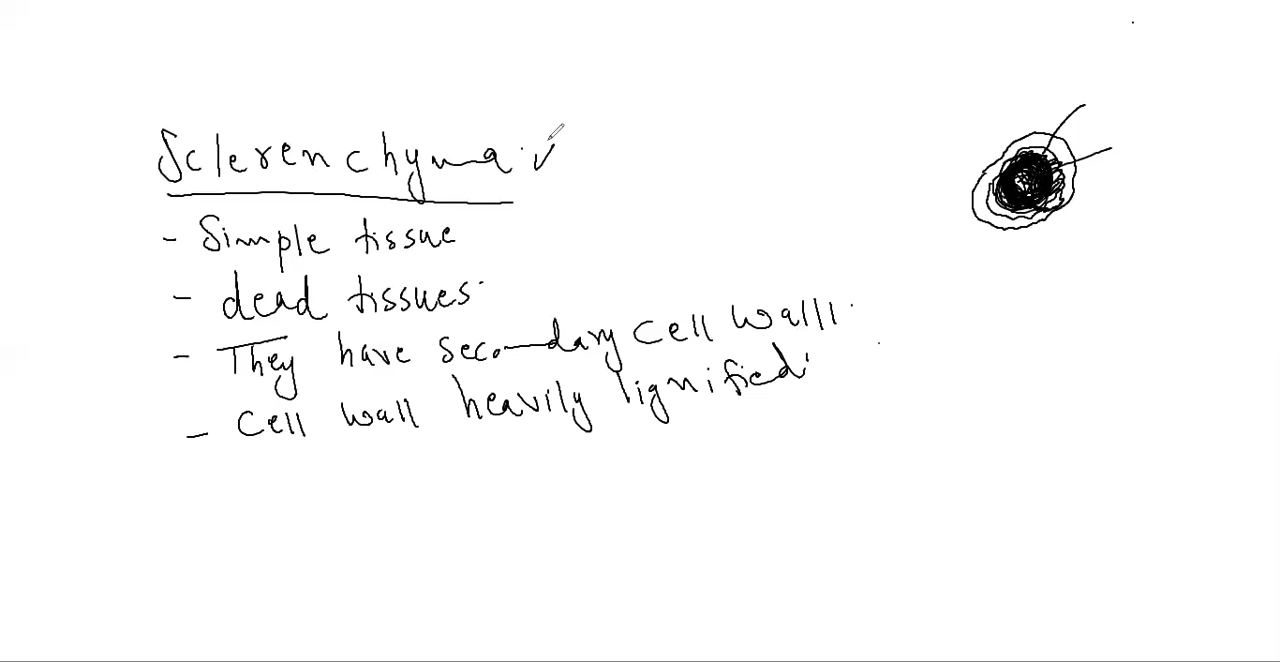 Sclerenchyma.
- Simple tissue
- dead tissues.
- They have secondary cell wall.
- Cell wall heavily lignified.